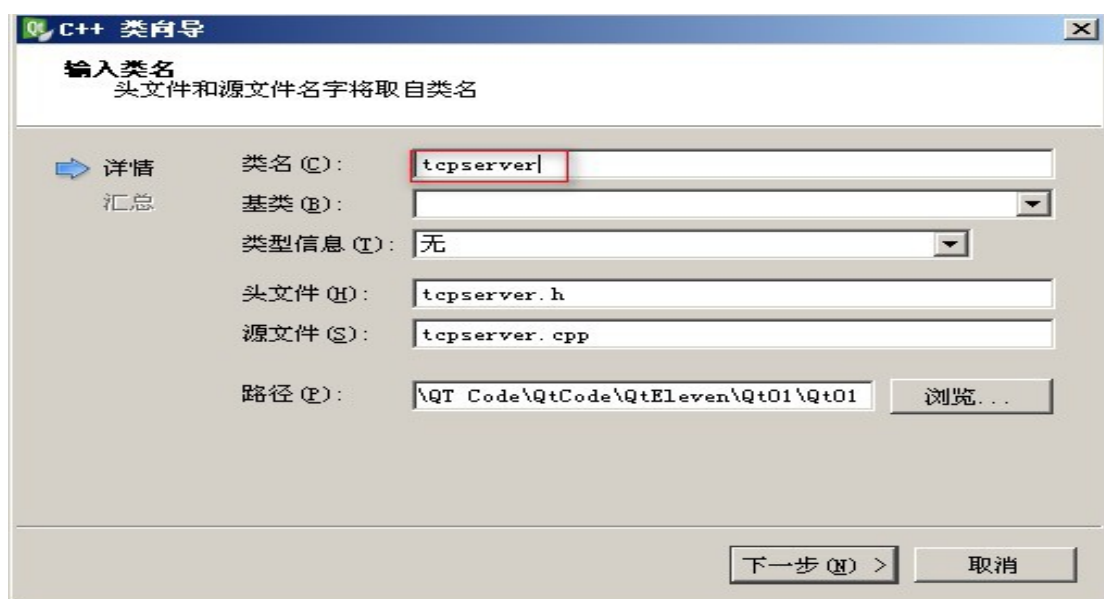 C++ 类向导
输入类名
头文件和源文件名字将取自类名
详情
汇总
类名(C):
tcpserver
基类(B):
类型信息(T):
无
头文件(H):
tcpserver.h
源文件(S):
tcpserver.cpp
路径(P):
\QT Code\QtCode\QtEleven\Qt01\Qt01
浏览...
下一步(N) >
取消